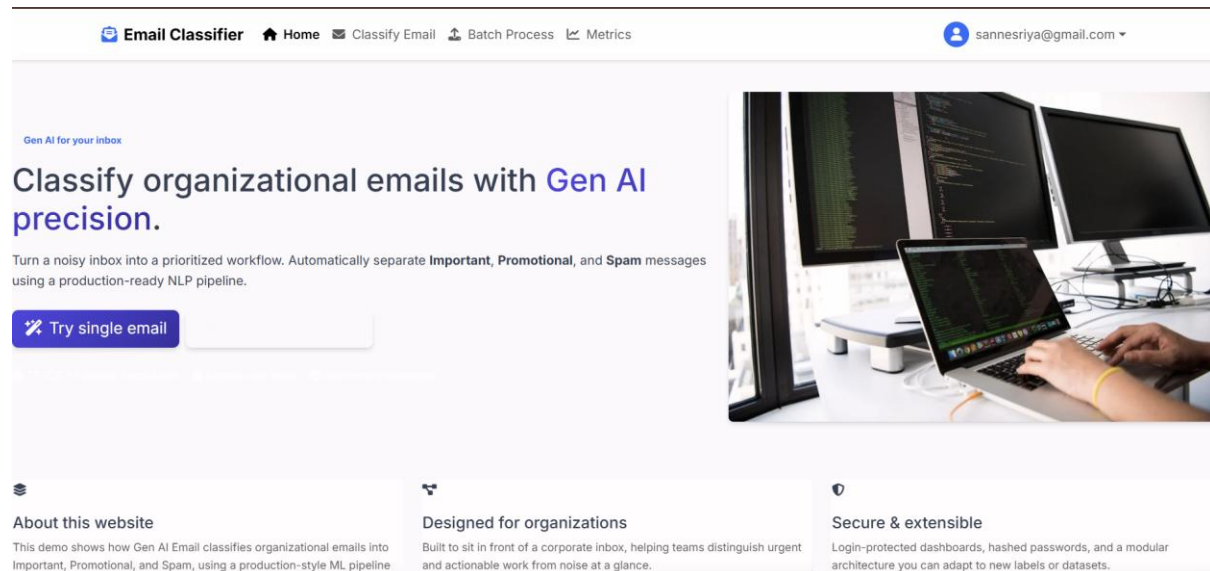 Email Classifier Home Classify Email Batch Process Metrics sannesriya@gmail.com
Gen AI for your inbox
Classify organizational emails with Gen AI
precision.
Turn a noisy inbox into a prioritized workflow. Automatically separate Important, Promotional, and Spam messages
using a production-ready NLP pipeline.
Try single email
About this website
This demo shows how Gen AI Email classifies organizational emails into
Important, Promotional, and Spam, using a production-style ML pipeline
Designed for organizations
Built to sit in front of a corporate inbox, helping teams distinguish urgent
and actionable work from noise at a glance.
Secure & extensible
Login-protected dashboards, hashed passwords, and a modular
architecture you can adapt to new labels or datasets.